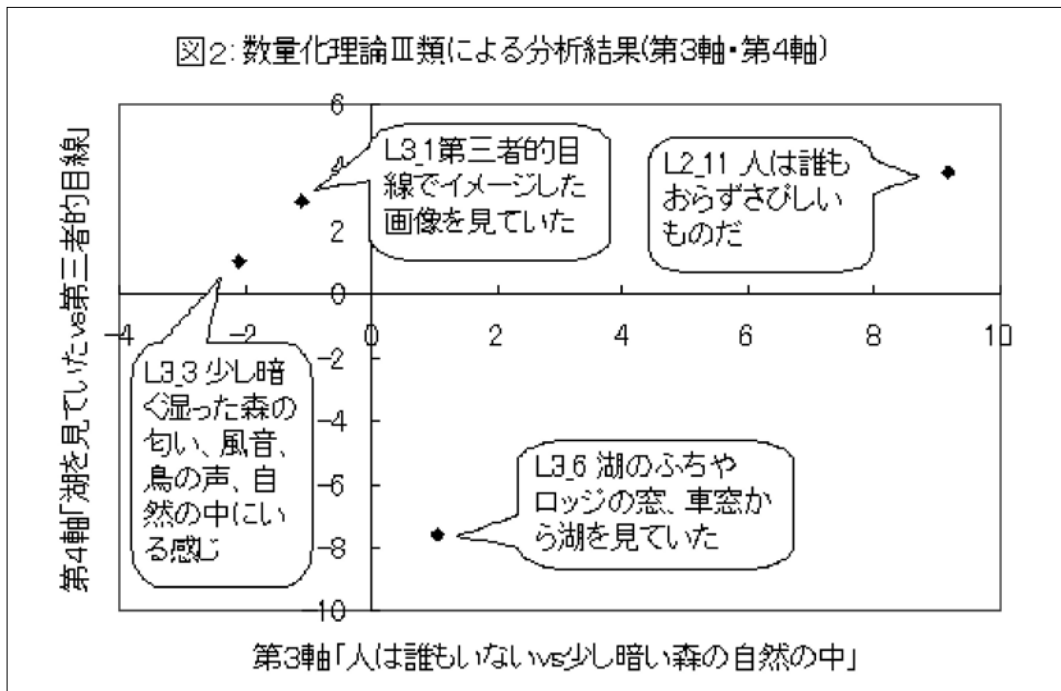 図2:数量化理論Ⅲ類による分析結果(第3軸・第4軸)
第4軸「湖を見ていたvs第三者的目線」
6
4
2
0
-2
-4
-6
-8
-10
-4
-2
0
2
4
6
8
10
L3_1第三者的目
線でイメージした
画像を見ていた
L2_11 人は誰も
おらずさびしい
ものだ
L3_3 少し暗
く湿った森の
匂い、風音、
鳥の声、自
然の中にい
る感じ
L3_6 湖のふちや
ロッジの窓、車窓か
ら湖を見ていた
第3軸「人は誰もいないvs少し暗い森の自然の中」